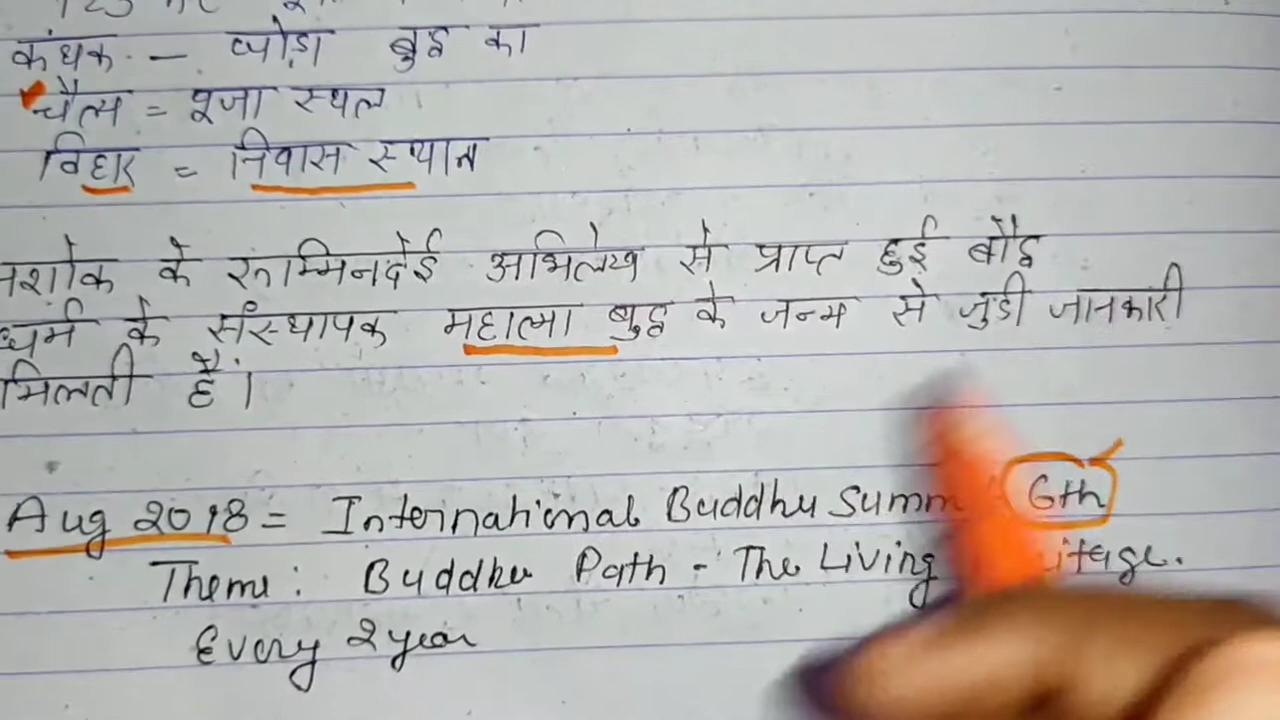 कंथक - घोड़ा बुद्ध का
चैत्य = पूजा स्थल
विहार = निवास स्थान
अशोक के रूम्मिनदेई अभिलेख से प्राप्त हुई बौद्ध
धर्म के संस्थापक महात्मा बुद्ध के जन्म से जुडी जानकारी
मिलती है।
Aug 2018 = International Buddha Summ 6th
Theme: Buddha Path - The Living itage.
Every 2 year